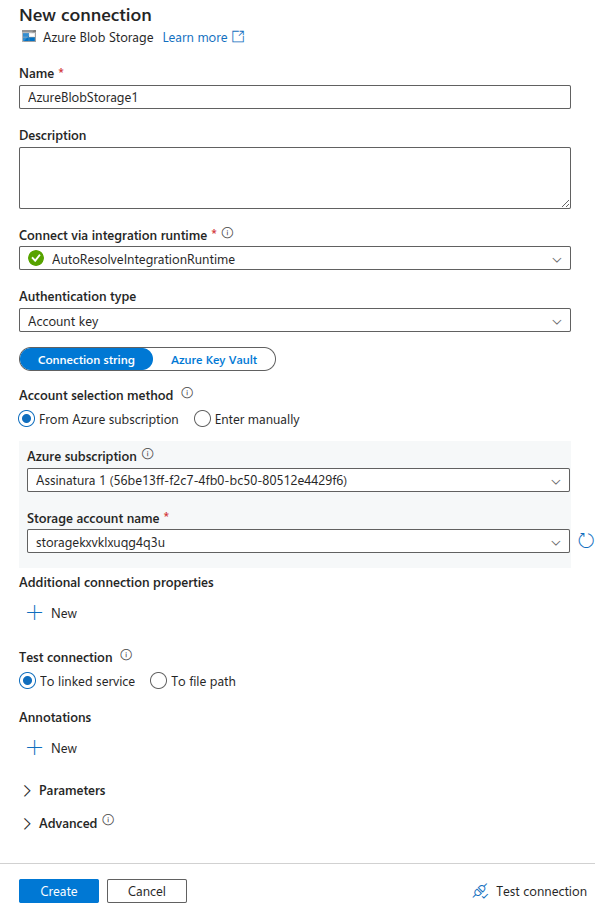 New connection
Azure Blob Storage Learn more
Name *
AzureBlobStorage1
Description
Connect via integration runtime *
AutoResolveIntegrationRuntime
Authentication type
Account key
Connection string Azure Key Vault
Account selection method
From Azure subscription Enter manually
Azure subscription
Assinatura 1 (56be13ff-f2c7-4fb0-bc50-80512e4429f6)
Storage account name *
storagekxvklxuqg4q3u
Additional connection properties
New
Test connection
To linked service To file path
Annotations
New
Parameters
Advanced
Create Cancel Test connection